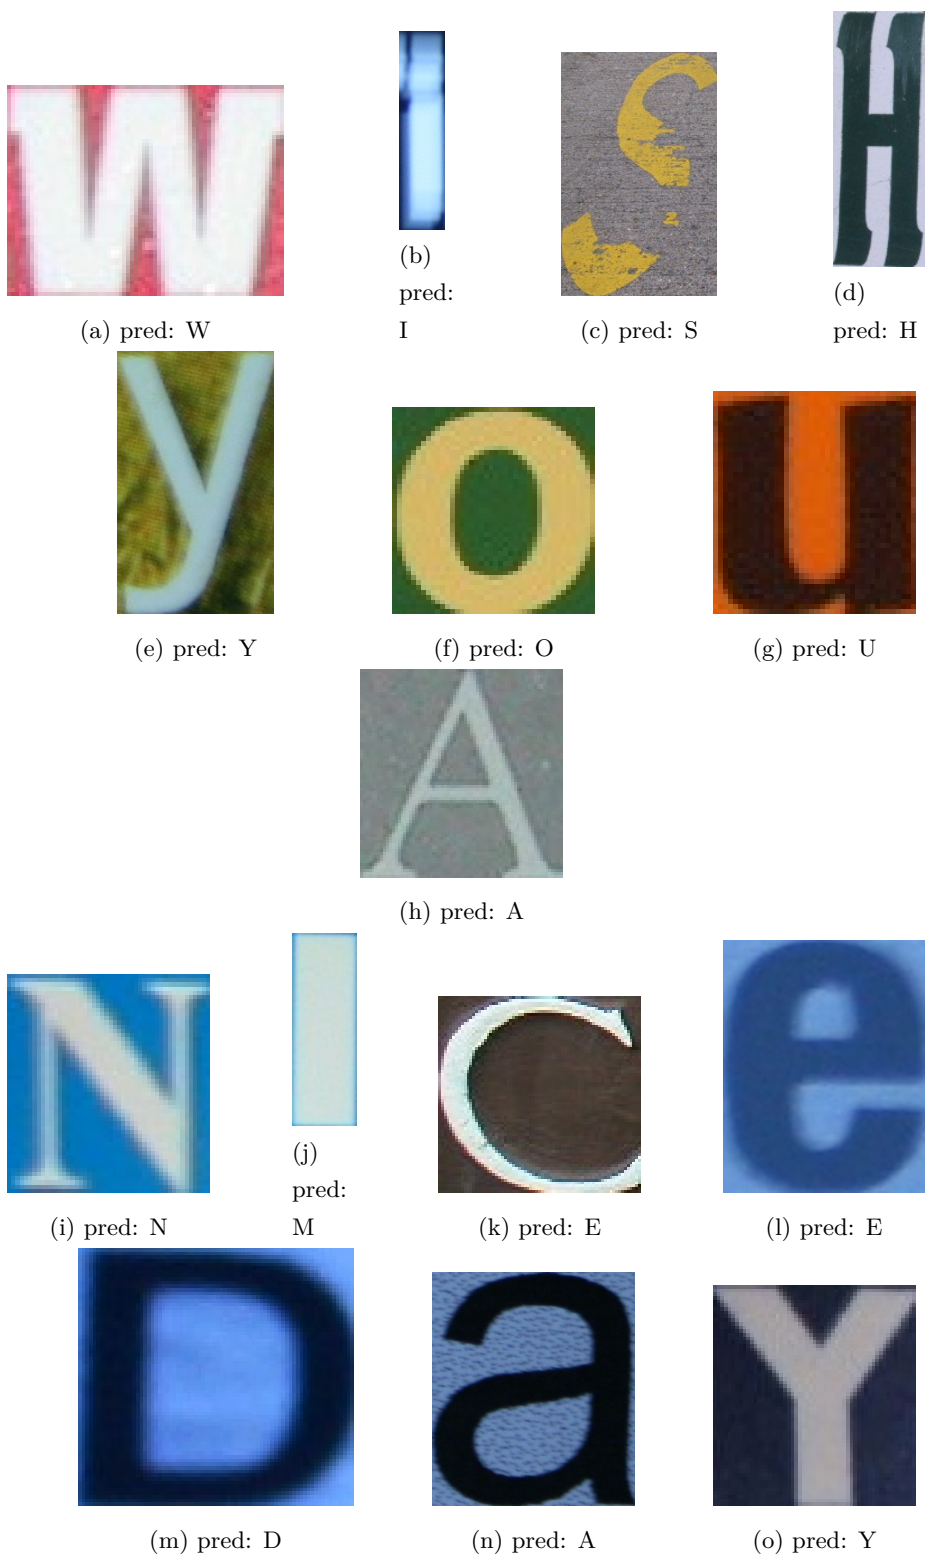 W
i
S
H
(b)
pred:
I
(d)
pred: H
(a) pred: W
(c) pred: S
y
o
u
(e) pred: Y
(f) pred: O
(g) pred: U
A
(h) pred: A
N
I
C
e
(j)
pred:
M
(i) pred: N
(k) pred: E
(l) pred: E
D
a
Y
(m) pred: D
(n) pred: A
(o) pred: Y